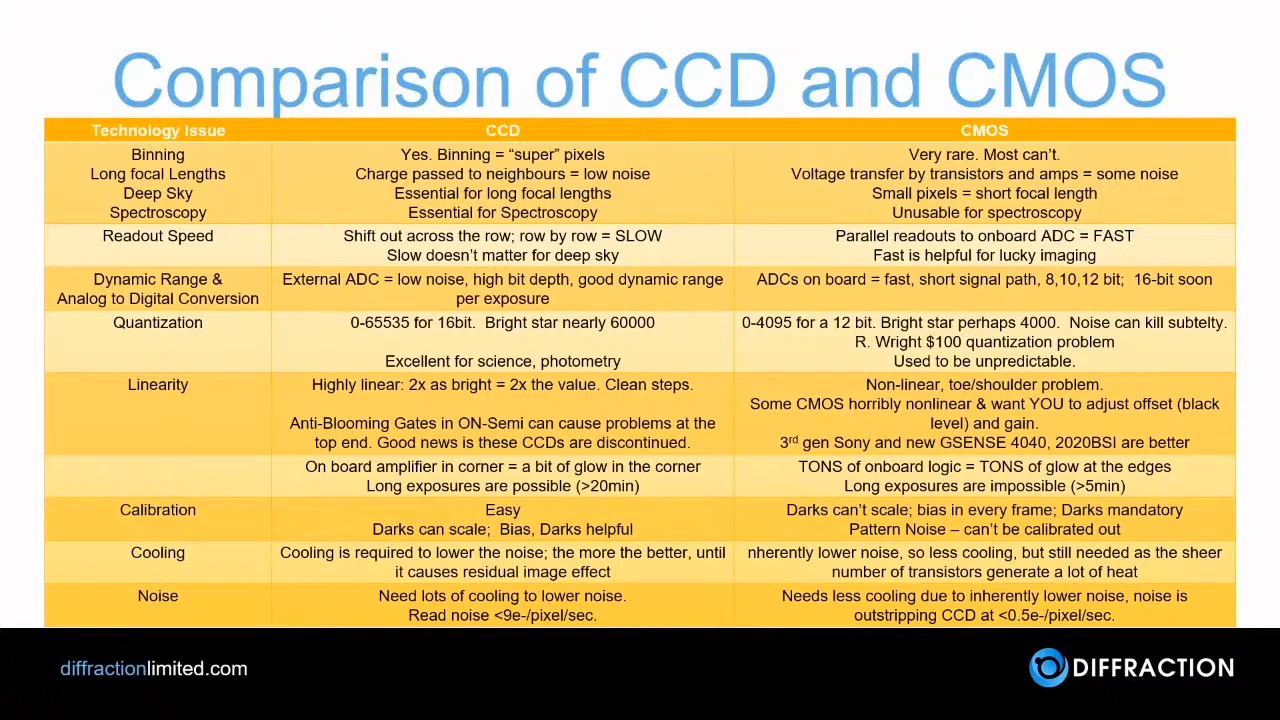 Comparison of CCD and CMOS
Technology Issue CCD CMOS
Binning Yes. Binning = “super” pixels Very rare. Most can’t.
Long focal Lengths Charge passed to neighbours = low noise Voltage transfer by transistors and amps = some noise
Deep Sky Essential for long focal lengths Small pixels = short focal length
Spectroscopy Essential for Spectroscopy Unusable for spectroscopy
Readout Speed Shift out across the row; row by row = SLOW Parallel readouts to onboard ADC = FAST
Slow doesn’t matter for deep sky Fast is helpful for lucky imaging
Dynamic Range & External ADC = low noise, high bit depth, good dynamic range ADCs on board = fast, short signal path, 8,10,12 bit; 16-bit soon
Analog to Digital Conversion per exposure
Quantization 0-65535 for 16bit. Bright star nearly 60000 0-4095 for a 12 bit. Bright star perhaps 4000. Noise can kill subtelty.
R. Wright $100 quantization problem
Excellent for science, photometry Used to be unpredictable.
Linearity Highly linear: 2x as bright = 2x the value. Clean steps. Non-linear, toe/shoulder problem.
Some CMOS horribly nonlinear & want YOU to adjust offset (black
Anti-Blooming Gates in ON-Semi can cause problems at the level) and gain.
top end. Good news is these CCDs are discontinued. 3rd gen Sony and new GSENSE 4040, 2020BSI are better
On board amplifier in corner = a bit of glow in the corner TONS of onboard logic = TONS of glow at the edges
Long exposures are possible (>20min) Long exposures are impossible (>5min)
Calibration Easy Darks can’t scale; bias in every frame; Darks mandatory
Darks can scale; Bias, Darks helpful Pattern Noise – can’t be calibrated out
Cooling Cooling is required to lower the noise; the more the better, until nherently lower noise, so less cooling, but still needed as the sheer
it causes residual image effect number of transistors generate a lot of heat
Noise Need lots of cooling to lower noise. Needs less cooling due to inherently lower noise, noise is
Read noise <9e-/pixel/sec. outstripping CCD at <0.5e-/pixel/sec.
diffractionlimited.com DIFFRACTION